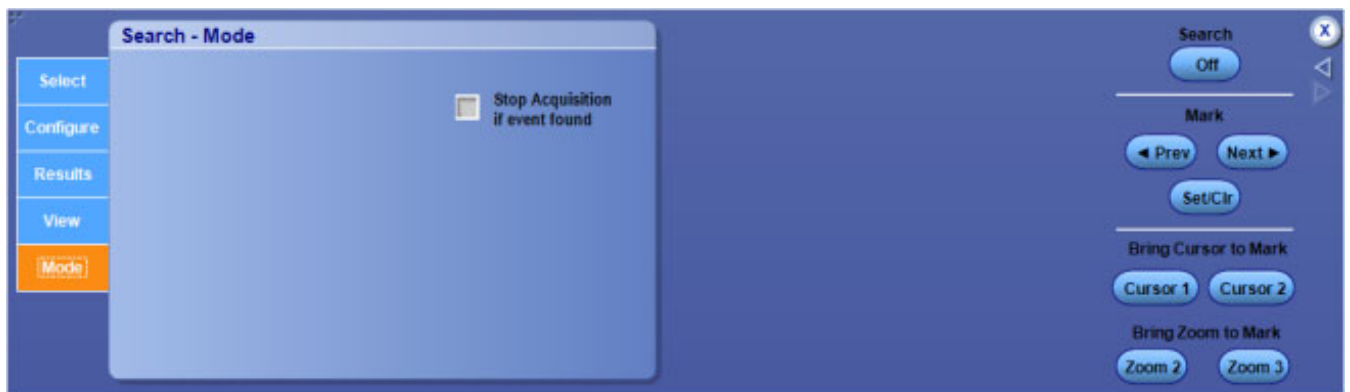 Search - Mode
Select
Configure
Results
View
Mode
Stop Acquisition
if event found
Search
Off
X
Mark
◄ Prev
Next ►
Set/Clr
Bring Cursor to Mark
Cursor 1
Cursor 2
Bring Zoom to Mark
Zoom 2
Zoom 3